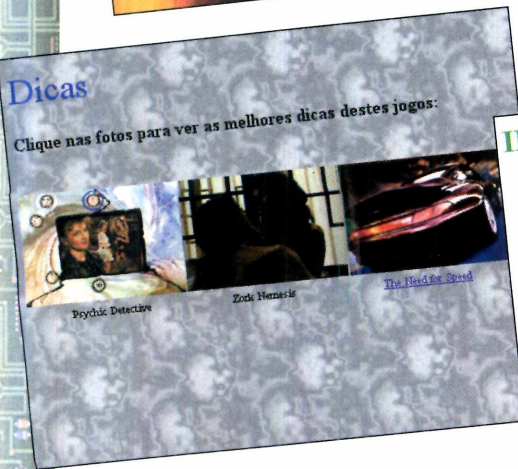 Dicas
Clique nas fotos para ver as melhores dicas destes jogos:
Psychic Detective
Zork Nemesis
The Need for Speed